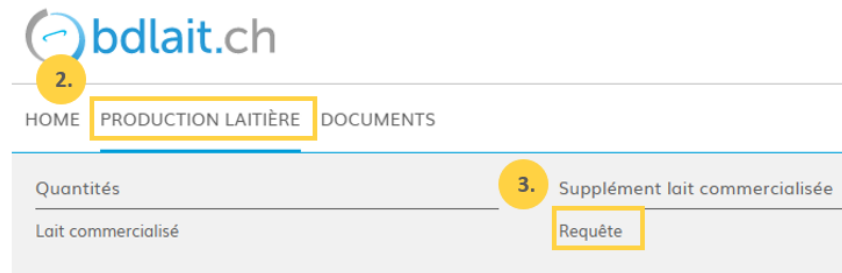 bdlait.ch
2.
HOME PRODUCTION LAITIÈRE DOCUMENTS
Quantités 3. Supplément lait commercialisée
Lait commercialisé Requête